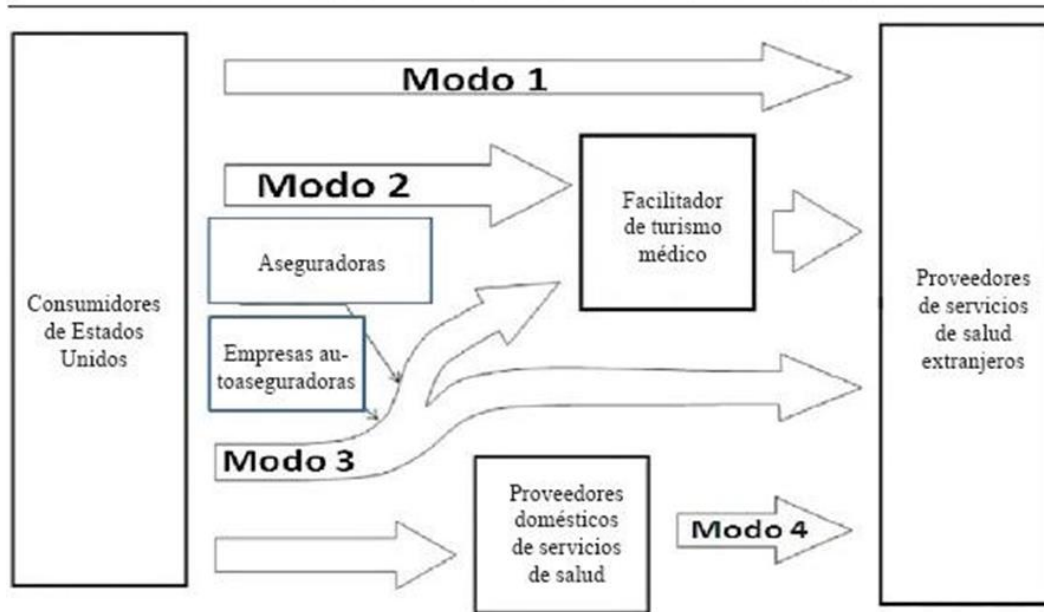 Modo 1
Modo 2
Facilitador
de turismo
médico
Aseguradoras
Consumidores
de Estados
Unidos
Empresas au-
toaseguradoras
Proveedores
de servicios
de salud
extranjeros
Modo 3
Proveedores
domésticos
de servicios
de salud
Modo 4